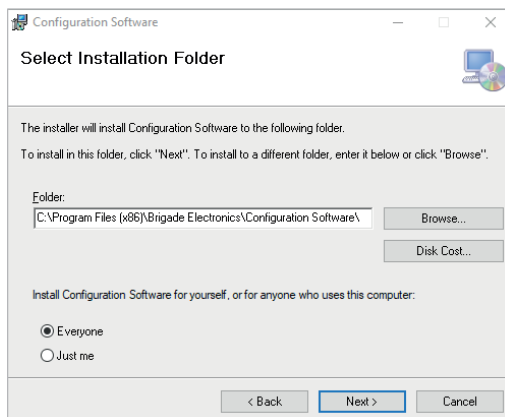 Configuration Software
Select Installation Folder
The installer will install Configuration Software to the following folder.
To install in this folder, click "Next". To install to a different folder, enter it below or click "Browse".
Folder:
C:\Program Files (x86)\Brigade Electronics\Configuration Software\
Browse...
Disk Cost...
Install Configuration Software for yourself, or for anyone who uses this computer:
Everyone
Just me
< Back
Next >
Cancel